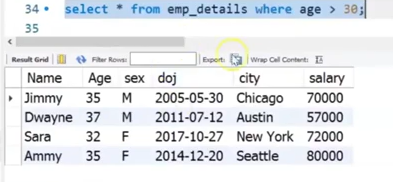 34 select * from emp_details where age > 30;
35
Result Grid Filter Rows: Export: Wrap Cell Content:
Name Age sex doj city salary
Jimmy 35 M 2005-05-30 Chicago 70000
Dwayne 37 M 2011-07-12 Austin 57000
Sara 32 F 2017-10-27 New York 72000
Ammy 35 F 2014-12-20 Seattle 80000